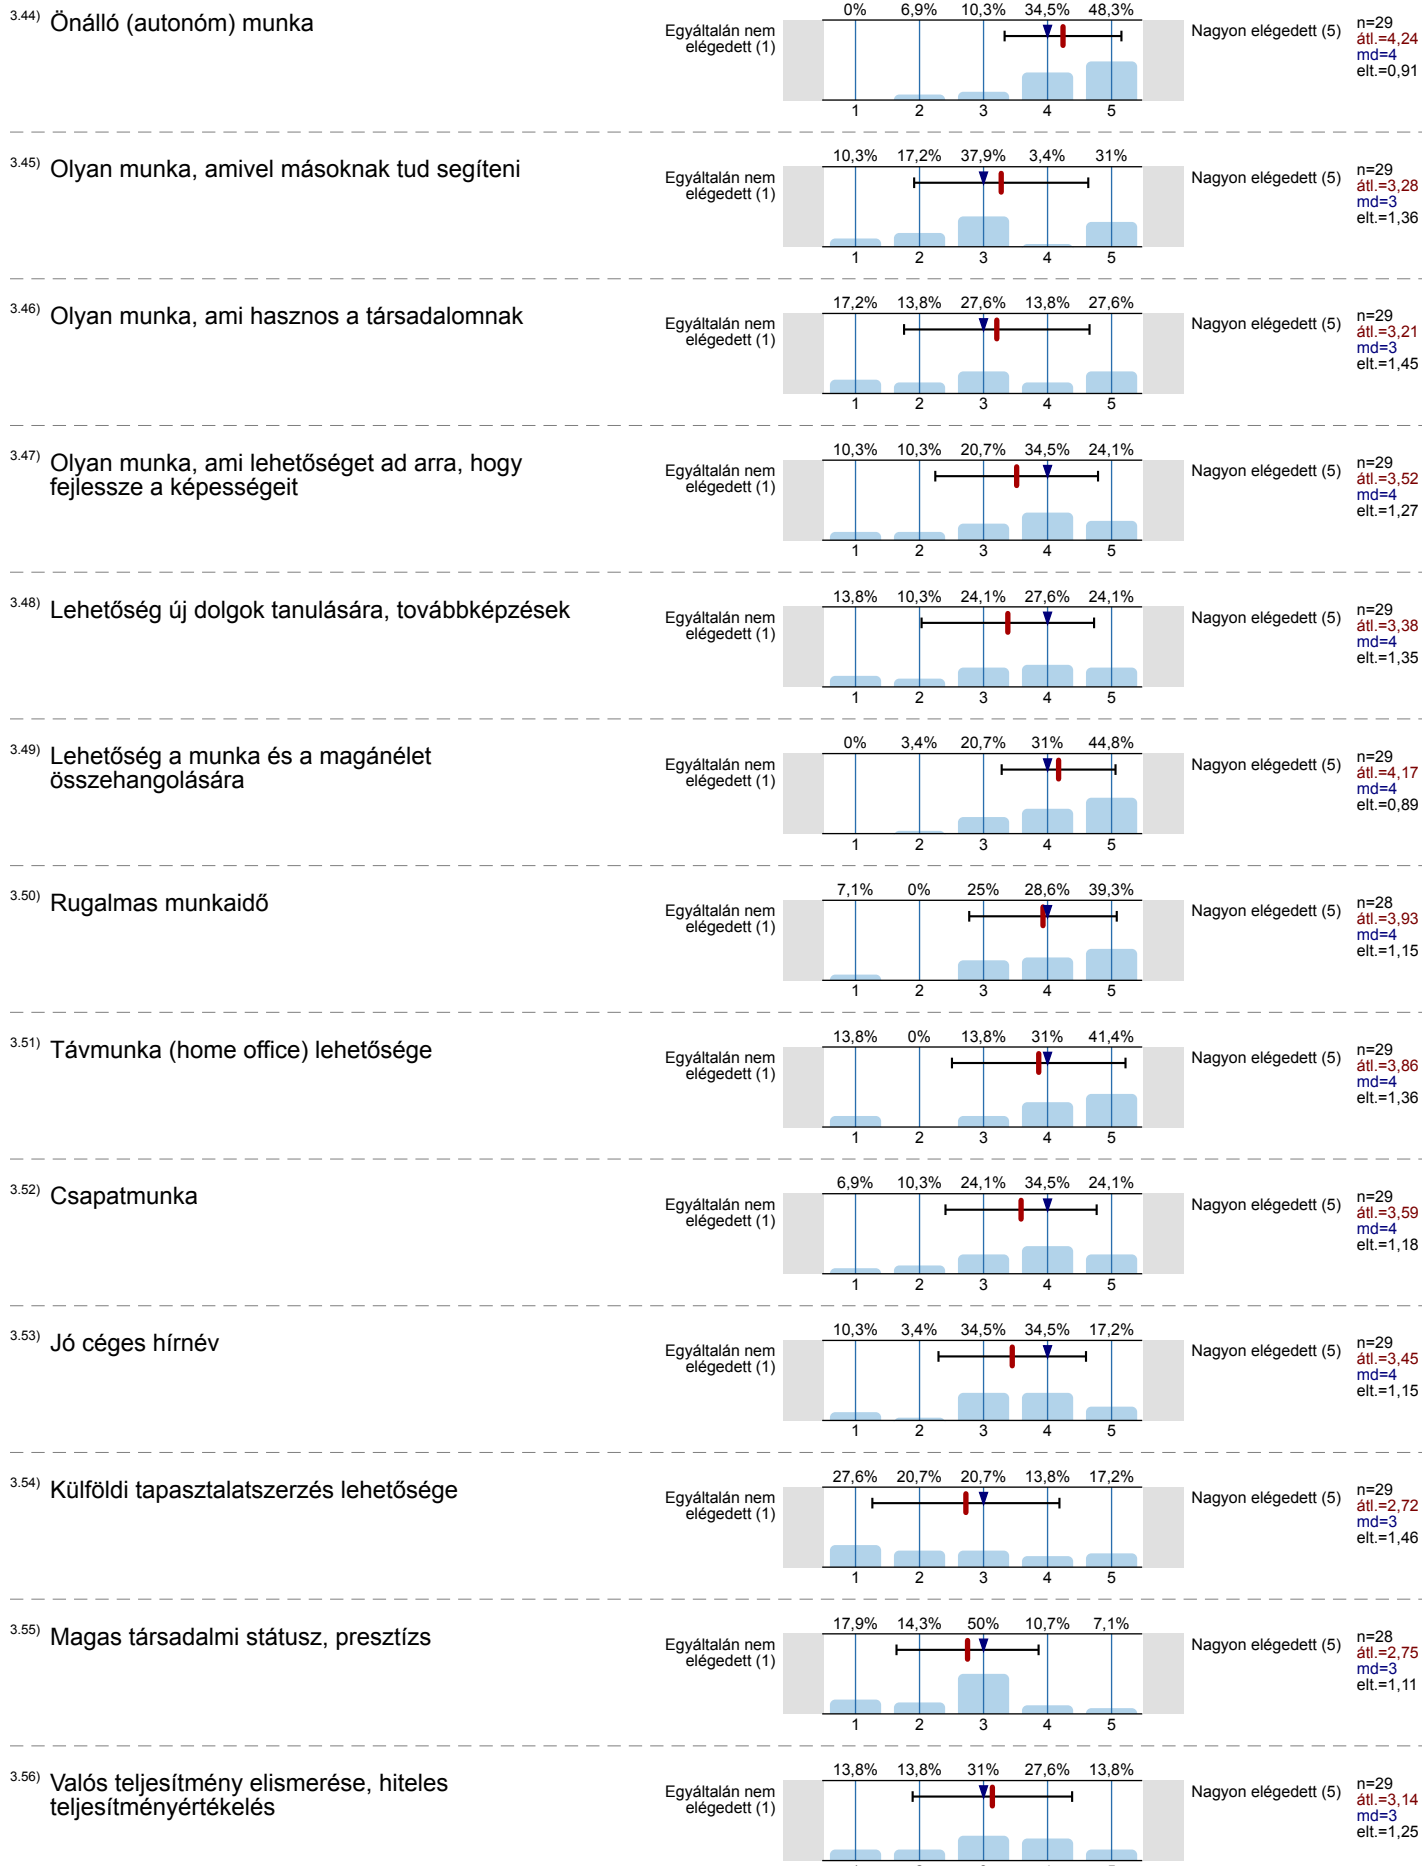 3.44) Önálló (autonóm) munka
Egyáltalán nem
elégedett (1)
0% 6,9% 10,3% 34,5% 48,3%
1 2 3 4 5
Nagyon elégedett (5)
n=29
átl.=4,24
md=4
elt.=0,91
3.45) Olyan munka, amivel másoknak tud segíteni
Egyáltalán nem
elégedett (1)
10,3% 17,2% 37,9% 3,4% 31%
1 2 3 4 5
Nagyon elégedett (5)
n=29
átl.=3,28
md=3
elt.=1,36
3.46) Olyan munka, ami hasznos a társadalomnak
Egyáltalán nem
elégedett (1)
17,2% 13,8% 27,6% 13,8% 27,6%
1 2 3 4 5
Nagyon elégedett (5)
n=29
átl.=3,21
md=3
elt.=1,45
3.47) Olyan munka, ami lehetőséget ad arra, hogy
fejlessze a képességeit
Egyáltalán nem
elégedett (1)
10,3% 10,3% 20,7% 34,5% 24,1%
1 2 3 4 5
Nagyon elégedett (5)
n=29
átl.=3,52
md=4
elt.=1,27
3.48) Lehetőség új dolgok tanulására, továbbképzések
Egyáltalán nem
elégedett (1)
13,8% 10,3% 24,1% 27,6% 24,1%
1 2 3 4 5
Nagyon elégedett (5)
n=29
átl.=3,38
md=4
elt.=1,35
3.49) Lehetőség a munka és a magánélet
összehangolására
Egyáltalán nem
elégedett (1)
0% 3,4% 20,7% 31% 44,8%
1 2 3 4 5
Nagyon elégedett (5)
n=29
átl.=4,17
md=4
elt.=0,89
3.50) Rugalmas munkaidő
Egyáltalán nem
elégedett (1)
7,1% 0% 25% 28,6% 39,3%
1 2 3 4 5
Nagyon elégedett (5)
n=28
átl.=3,93
md=4
elt.=1,15
3.51) Távmunka (home office) lehetősége
Egyáltalán nem
elégedett (1)
13,8% 0% 13,8% 31% 41,4%
1 2 3 4 5
Nagyon elégedett (5)
n=29
átl.=3,86
md=4
elt.=1,36
3.52) Csapatmunka
Egyáltalán nem
elégedett (1)
6,9% 10,3% 24,1% 34,5% 24,1%
1 2 3 4 5
Nagyon elégedett (5)
n=29
átl.=3,59
md=4
elt.=1,18
3.53) Jó céges hírnév
Egyáltalán nem
elégedett (1)
10,3% 3,4% 34,5% 34,5% 17,2%
1 2 3 4 5
Nagyon elégedett (5)
n=29
átl.=3,45
md=4
elt.=1,15
3.54) Külföldi tapasztalatszerzés lehetősége
Egyáltalán nem
elégedett (1)
27,6% 20,7% 20,7% 13,8% 17,2%
1 2 3 4 5
Nagyon elégedett (5)
n=29
átl.=2,72
md=3
elt.=1,46
3.55) Magas társadalmi státusz, presztízs
Egyáltalán nem
elégedett (1)
17,9% 14,3% 50% 10,7% 7,1%
1 2 3 4 5
Nagyon elégedett (5)
n=28
átl.=2,75
md=3
elt.=1,11
3.56) Valós teljesítmény elismerése, hiteles
teljesítményértékelés
Egyáltalán nem
elégedett (1)
13,8% 13,8% 31% 27,6% 13,8%
Nagyon elégedett (5)
n=29
átl.=3,14
md=3
elt.=1,25